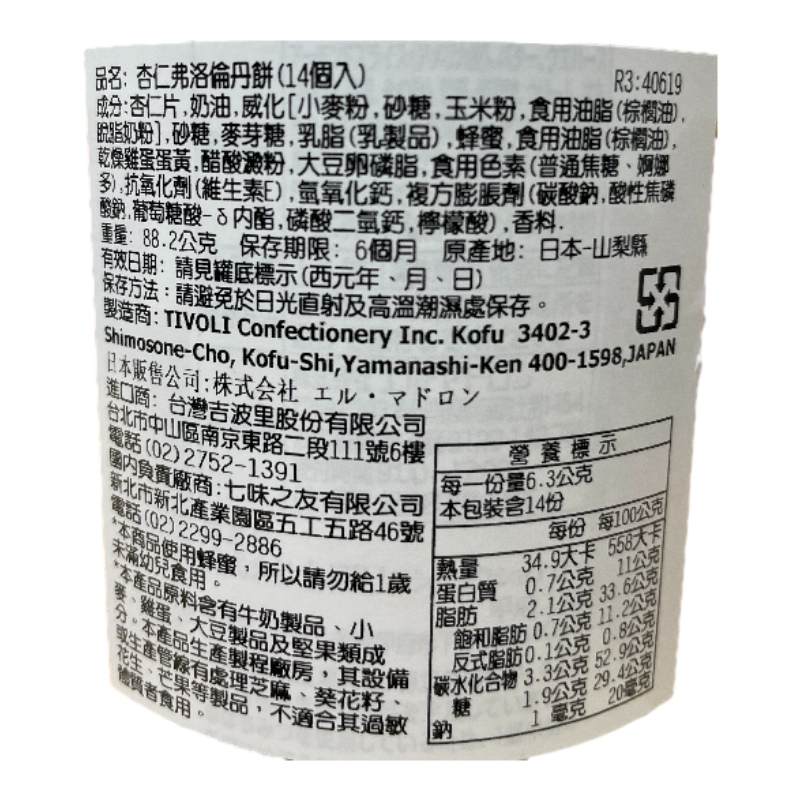 品名: 杏仁弗洛倫丹餅(14個入) R3:40619
成分:杏仁片,奶油,威化[小麥粉,砂糖,玉米粉,食用油脂(棕櫚油),
脫脂奶粉],砂糖,麥芽糖,乳脂(乳製品),蜂蜜,食用油脂(棕櫚油),
乾燥雞蛋蛋黃,醋酸澱粉,大豆卵磷脂,食用色素(普通焦糖、婀娜
多),抗氧化劑(維生素E),氫氧化鈣,複方膨脹劑(碳酸鈉,酸性焦磷
酸鈉,葡萄糖酸-δ內酯,磷酸二氫鈣,檸檬酸),香料.
重量: 88.2公克 保存期限: 6個月 原產地: 日本-山梨縣
有效日期: 請見罐底標示(西元年、月、日)
保存方法:請避免於日光直射及高溫潮濕處保存。
製造商:TIVOLI Confectionery Inc. Kofu 3402-3
Shimosone-Cho, Kofu-Shi,Yamanashi-Ken 400-1598,JAPAN
日本販售公司:株式会社 エル・マドロン
進口商: 台灣吉波里股份有限公司
台北市中山區南京東路二段111號6樓
電話(02)2752-1391
國內負責廠商:七味之友有限公司
新北市新北產業園區五工五路46號
電話(02)2299-2886
*本商品使用蜂蜜,所以請勿給1歲
未滿幼兒食用。
*本產品原料含有牛奶製品、小
麥、雞蛋、大豆製品及堅果類成
分。本產品生產製程廠房,其設備
或生產管線有處理芝麻、葵花籽、
花生、芒果等製品,不適合其過敏
體質者食用。
營養標示
每一份量6.3公克
本包裝含14份
每份 每100公克
熱量 34.9大卡 558大卡
蛋白質 0.7公克 11公克
脂肪 2.1公克 33.6公克
飽和脂肪 0.7公克 11.2公克
反式脂肪 0.1公克 0.8公克
碳水化合物 3.3公克 52.9公克
糖 1.9公克 29.4公克
鈉 1 毫克 20毫克